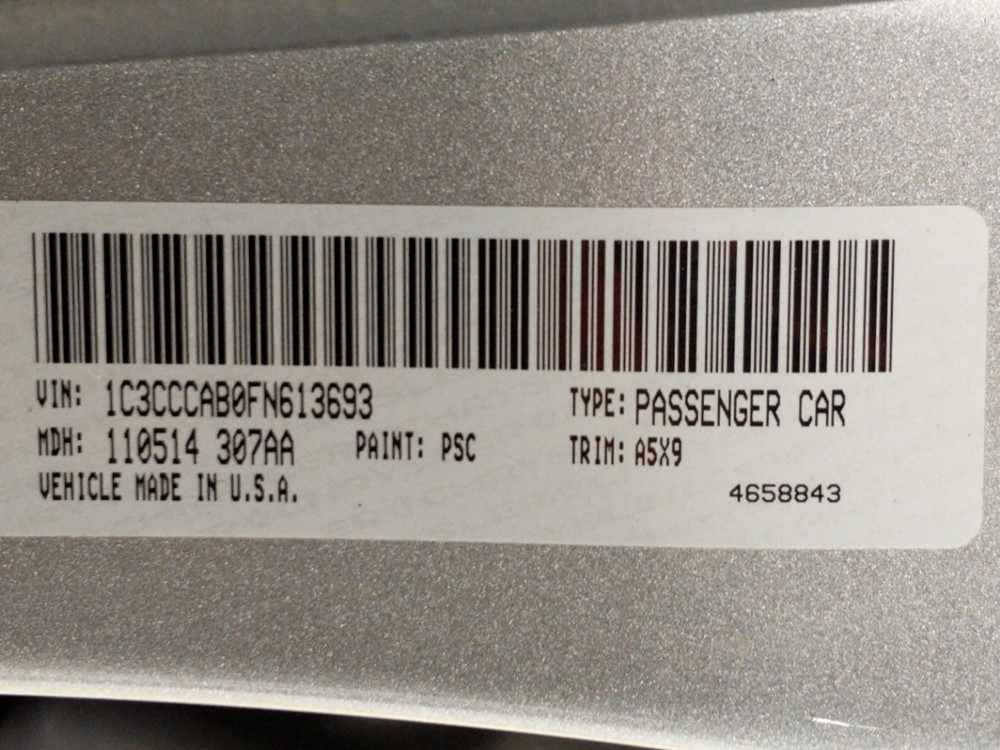 VIN: 1C3CCCAB0FN613693 TYPE: PASSENGER CAR
MDH: 110514 307AA PAINT: PSC TRIM: A5X9
VEHICLE MADE IN U.S.A. 4658843